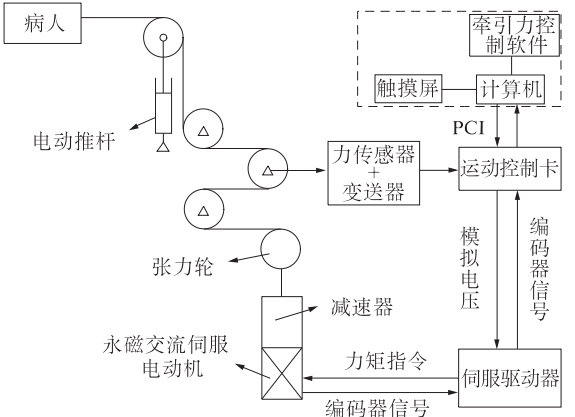 病人
牵引力控
制软件
触摸屏
计算机
电动推杆
PCI
力传感器
+
变送器
运动控制卡
张力轮
模拟电压
编码器信号
减速器
永磁交流伺服
电动机
力矩指令
伺服驱动器
编码器信号